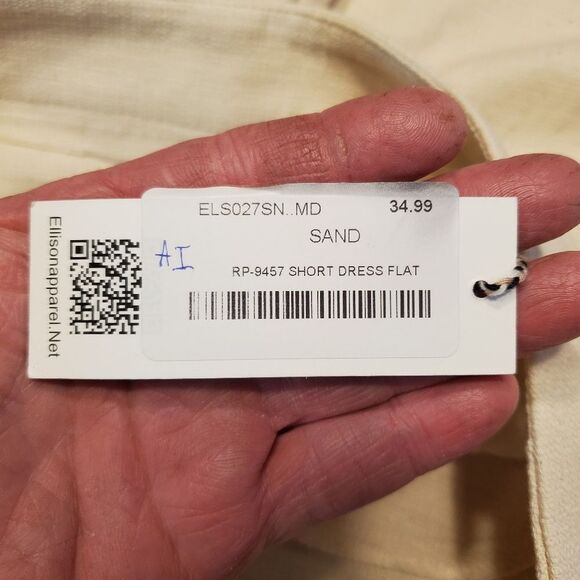 ELS027SN..MD 34.99
SAND
AI
RP-9457 SHORT DRESS FLAT
Ellisonapparel.Net